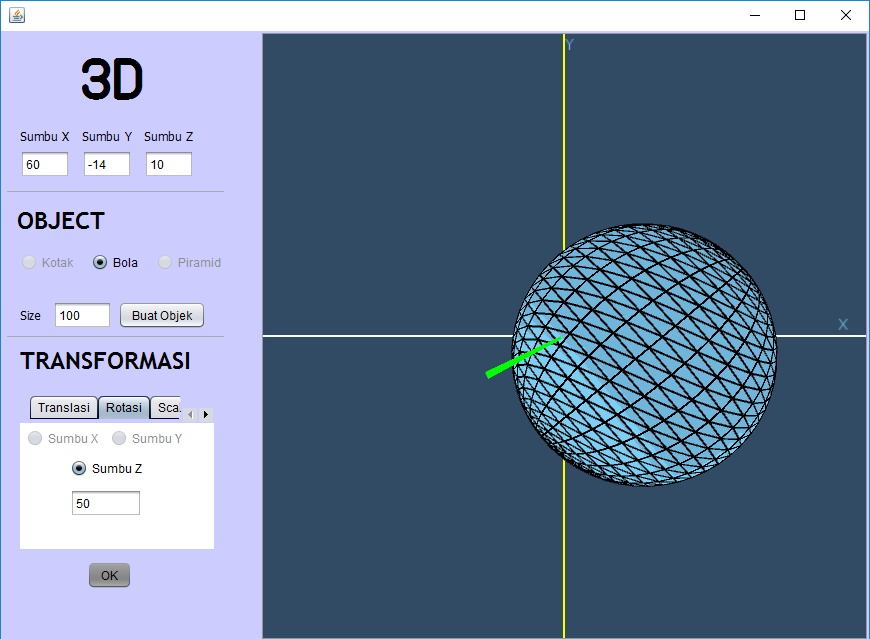 3D
Sumbu X Sumbu Y Sumbu Z
60 -14 10
OBJECT
Kotak Bola Piramid
Size 100 Buat Objek
TRANSFORMASI
Translasi Rotasi Sca
Sumbu X Sumbu Y
Sumbu Z
50
OK
Y
X